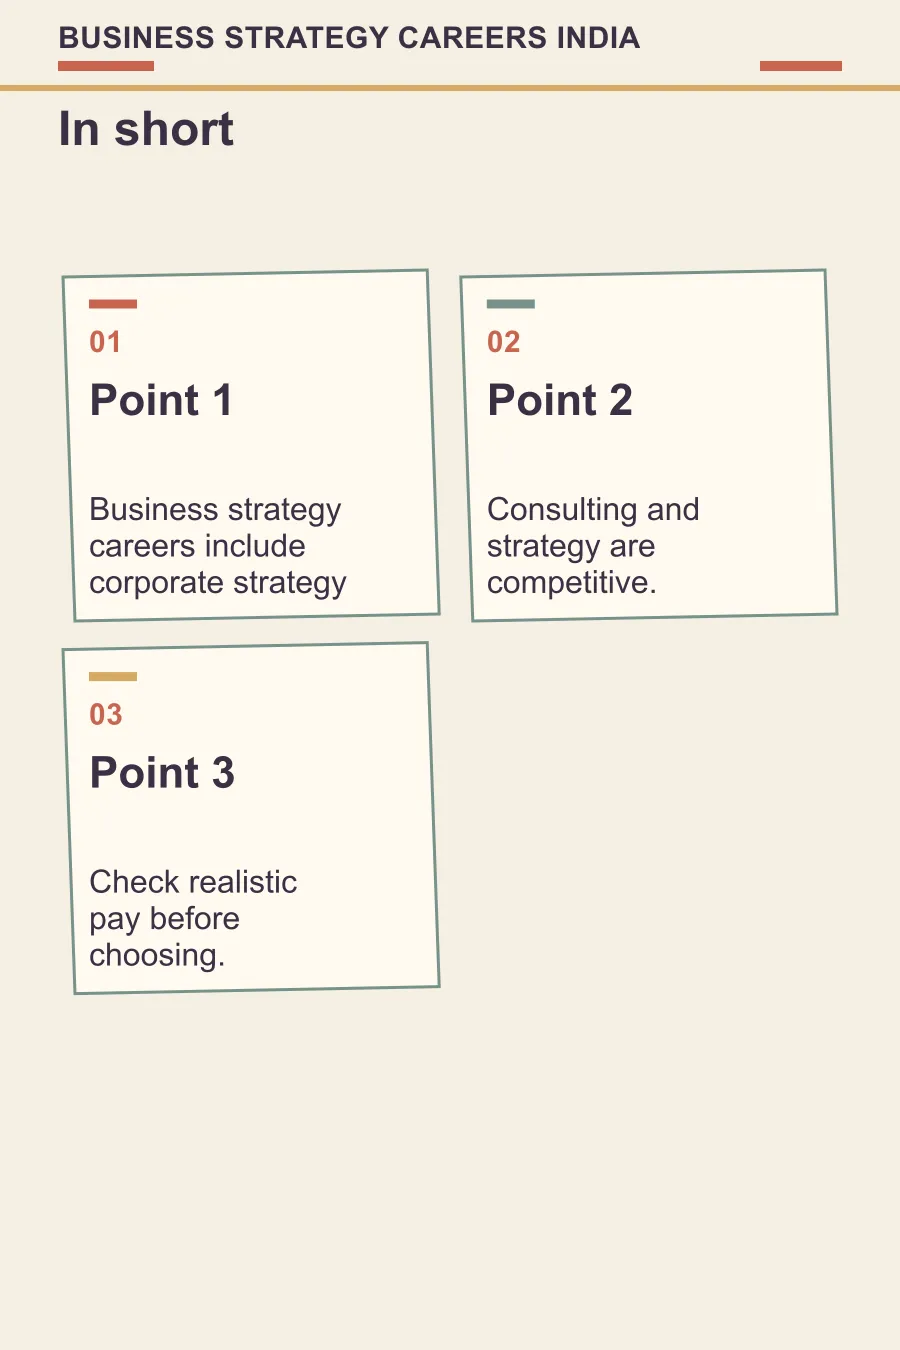 BUSINESS STRATEGY CAREERS INDIA
In short
01
Point 1
Business strategy
careers include
corporate strategy
02
Point 2
Consulting and
strategy are
competitive.
03
Point 3
Check realistic
pay before
choosing.